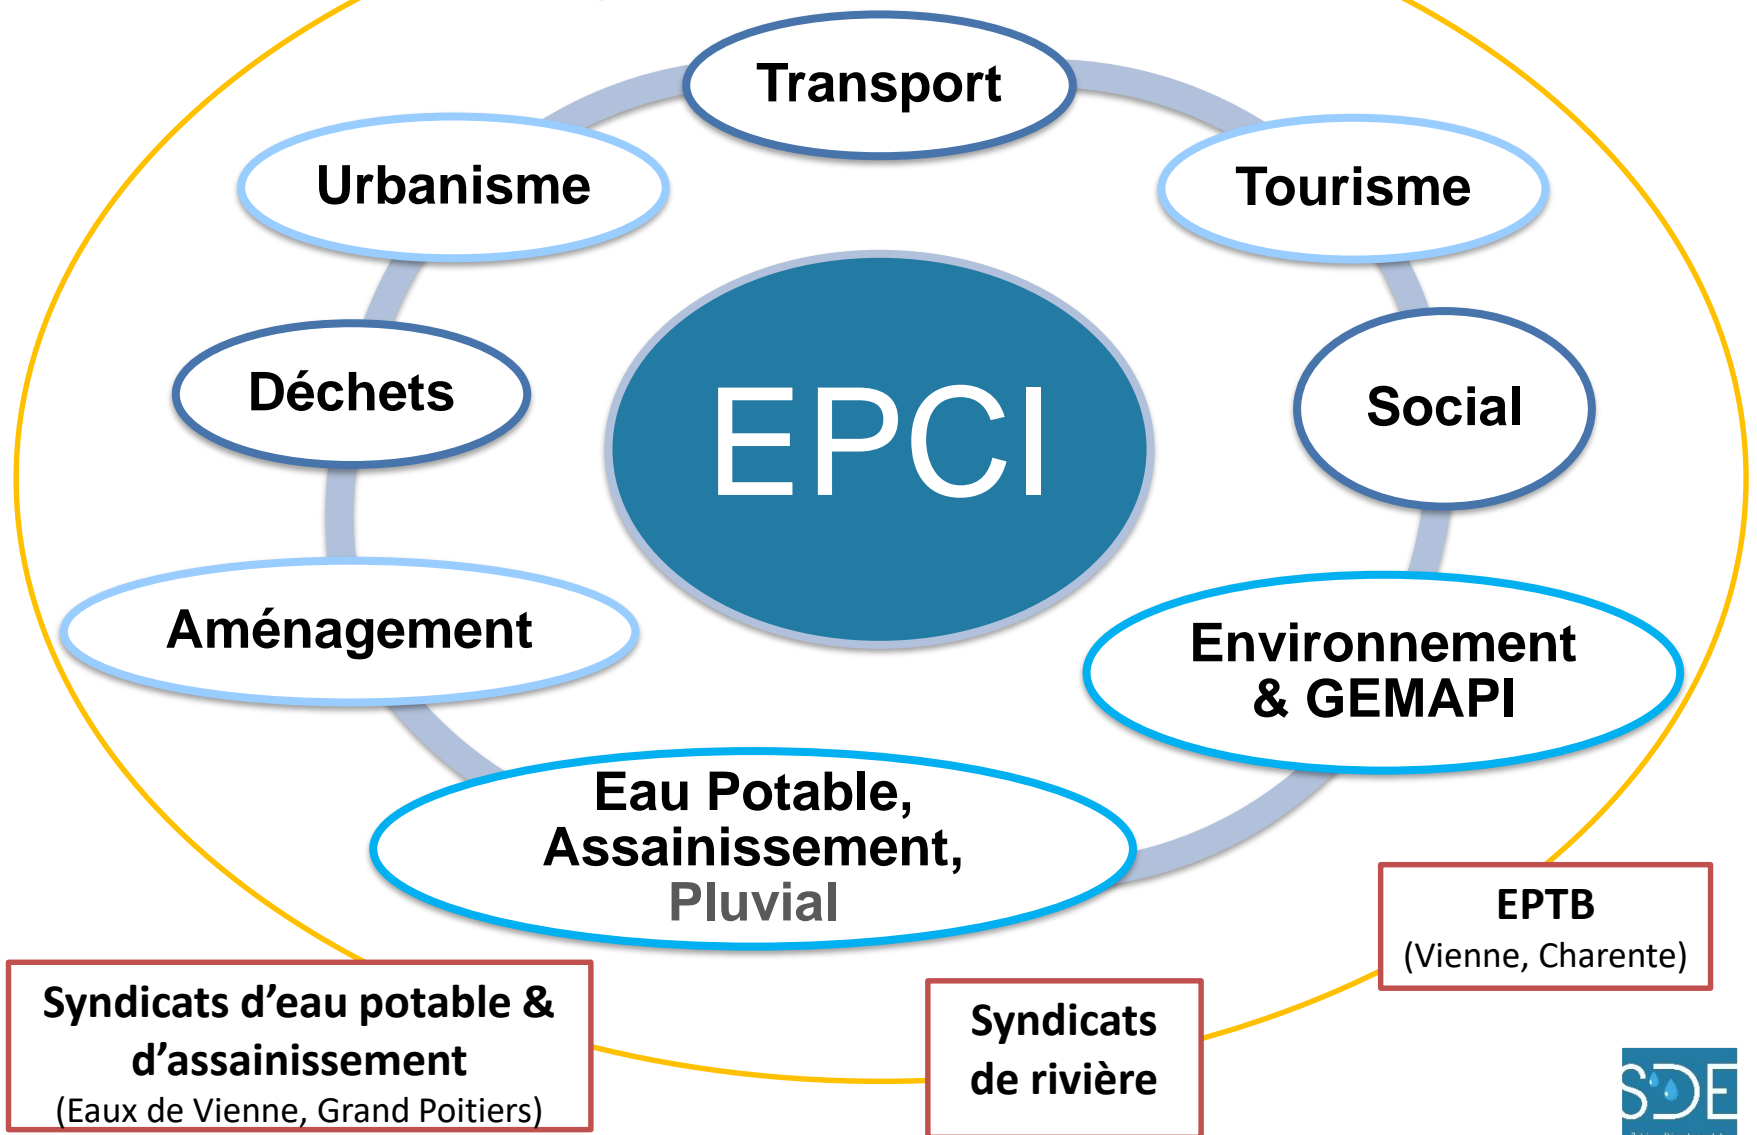 Transport
Urbanisme
Tourisme
Déchets
EPCI
Social
Aménagement
Environnement
& GEMAPI
Eau Potable,
Assainissement,
Pluvial
EPTB
(Vienne, Charente)
Syndicats d’eau potable &
d’assainissement
(Eaux de Vienne, Grand Poitiers)
Syndicats
de rivière
SDE